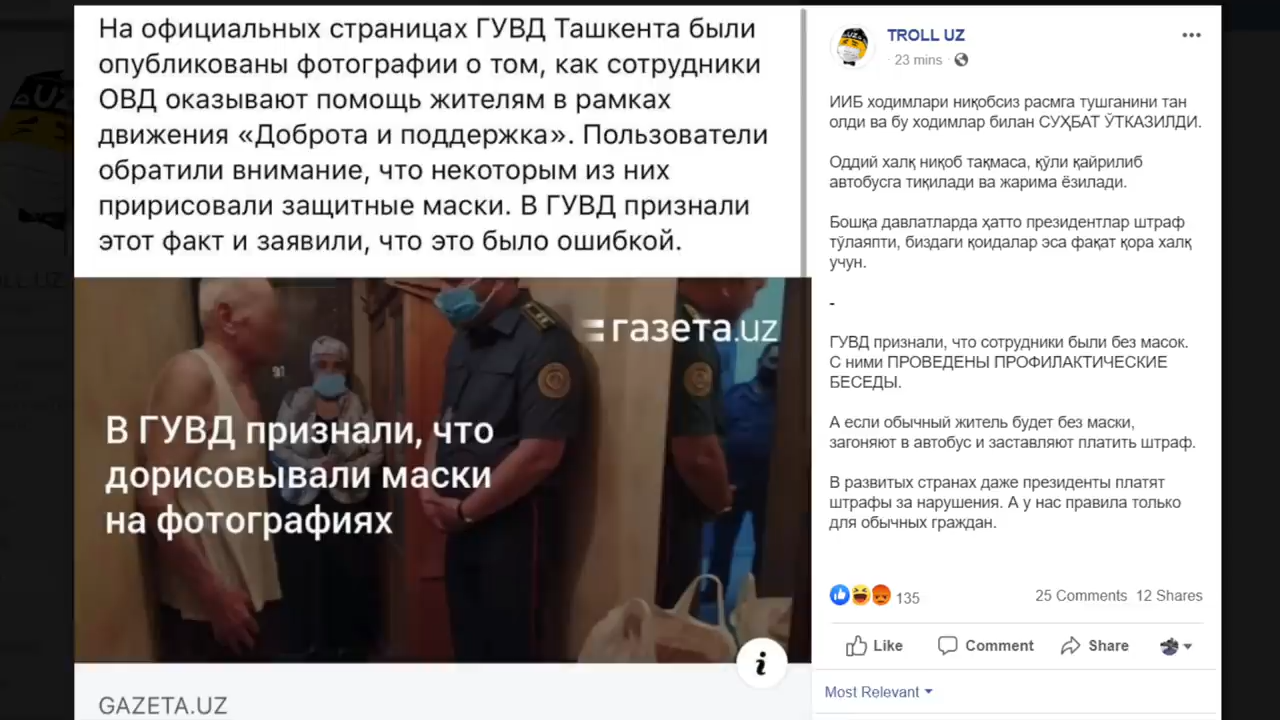 На официальных страницах ГУВД Ташкента были
опубликованы фотографии о том, как сотрудники
ОВД оказывают помощь жителям в рамках
движения «Доброта и поддержка». Пользователи
обратили внимание, что некоторым из них
пририсовали защитные маски. В ГУВД признали
этот факт и заявили, что это было ошибкой.
газета.uz
91
В ГУВД признали, что
дорисовывали маски
на фотографиях
i
GAZETA.UZ
TROLL UZ
23 mins
ИИБ ходимлари ниқобсиз расмга тушганини тан
олди ва бу ходимлар билан СУҲБАТ ЎТКАЗИЛДИ.
Оддий халқ ниқоб тақмаса, қўли қайрилиб
автобусга тиқилади ва жарима ёзилади.
Бошқа давлатларда ҳатто президентлар штраф
тўлаяпти, биздаги қоидалар эса фақат қора халқ
учун.
-
ГУВД признали, что сотрудники были без масок.
С ними ПРОВЕДЕНЫ ПРОФИЛАКТИЧЕСКИЕ
БЕСЕДЫ.
А если обычный житель будет без маски,
загоняют в автобус и заставляют платить штраф.
В развитых странах даже президенты платят
штрафы за нарушения. А у нас правила только
для обычных граждан.
135
25 Comments 12 Shares
Like Comment Share
Most Relevant